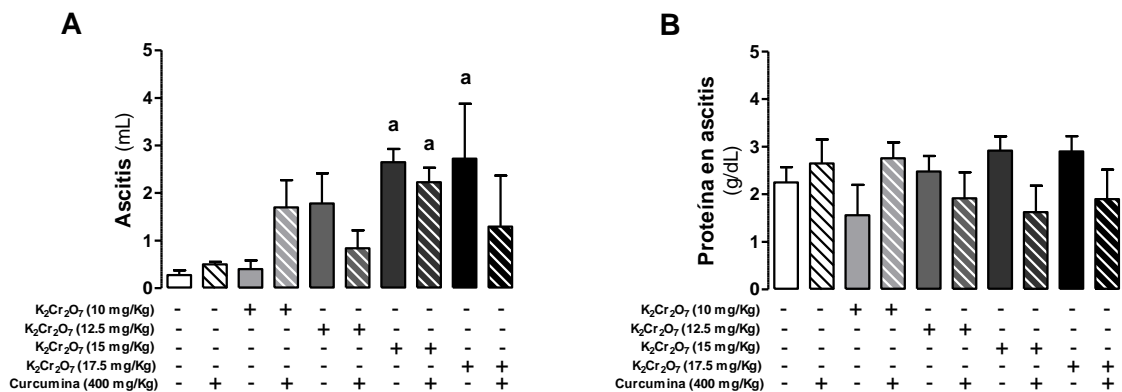 A
5
4
3
2
1
0
Ascitis (mL)
a
a
a
K₂Cr₂O₇ (10 mg/Kg) - - + + - - - - - -
K₂Cr₂O₇ (12.5 mg/Kg) - - - - + + - - - -
K₂Cr₂O₇ (15 mg/Kg) - - - - - - + + - -
K₂Cr₂O₇ (17.5 mg/Kg) - - - - - - - - + +
Curcumina (400 mg/Kg) - + - + - + - + - +
B
5
4
3
2
1
0
Proteína en ascitis
(g/dL)
K₂Cr₂O₇ (10 mg/Kg) - - + + - - - - - -
K₂Cr₂O₇ (12.5 mg/Kg) - - - - + + - - - -
K₂Cr₂O₇ (15 mg/Kg) - - - - - - + + - -
K₂Cr₂O₇ (17.5 mg/Kg) - - - - - - - - + +
Curcumina (400 mg/Kg) - + - + - + - + - +